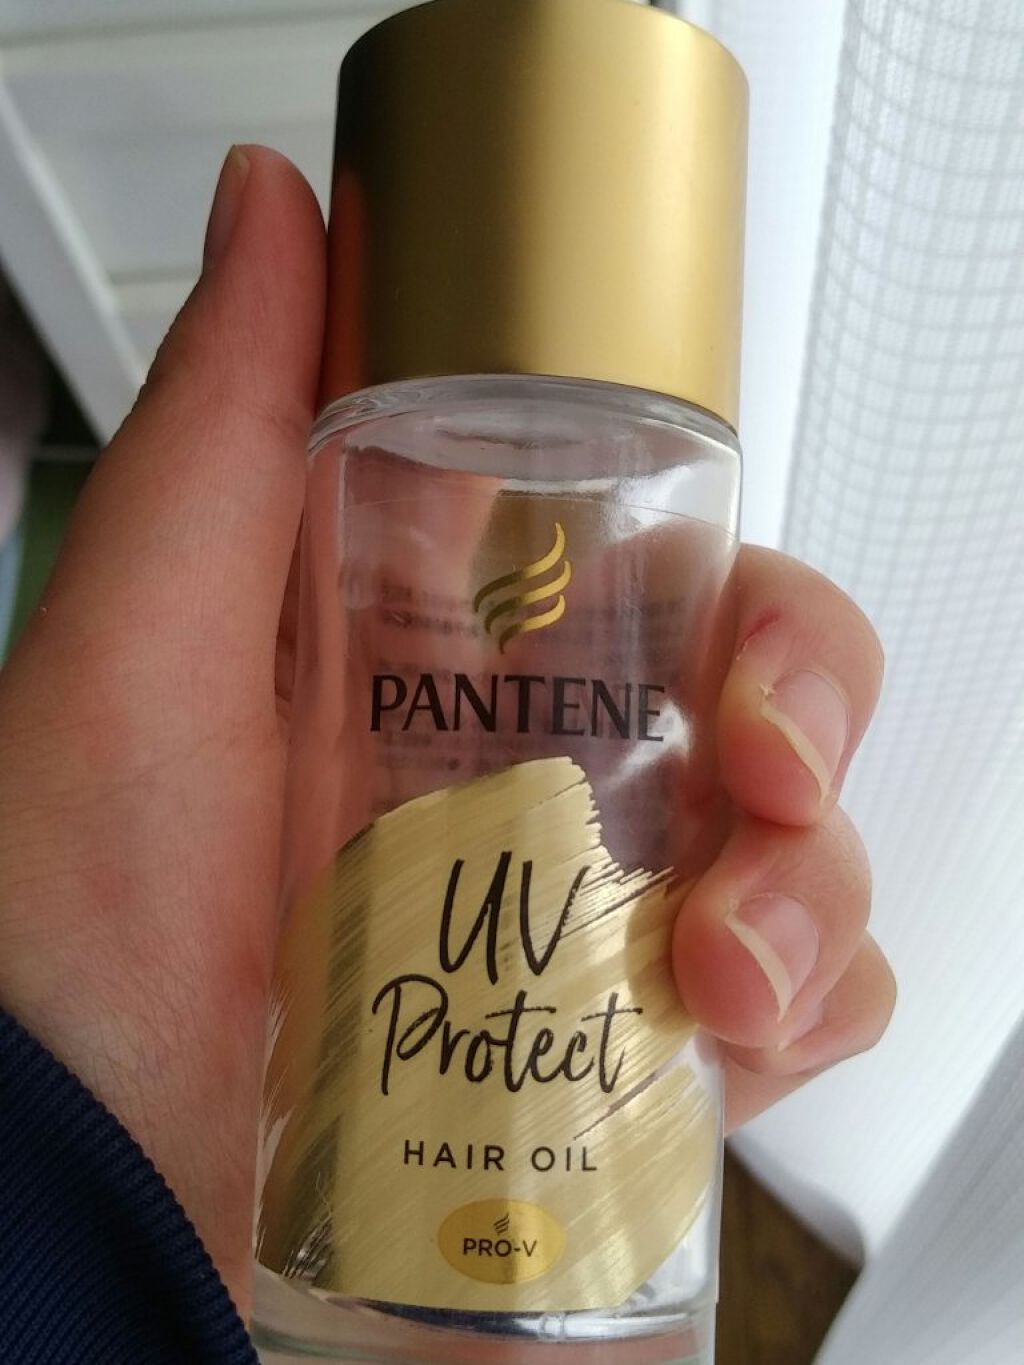 PANTENE
UV
Protect
HAIR OIL
PRO-V